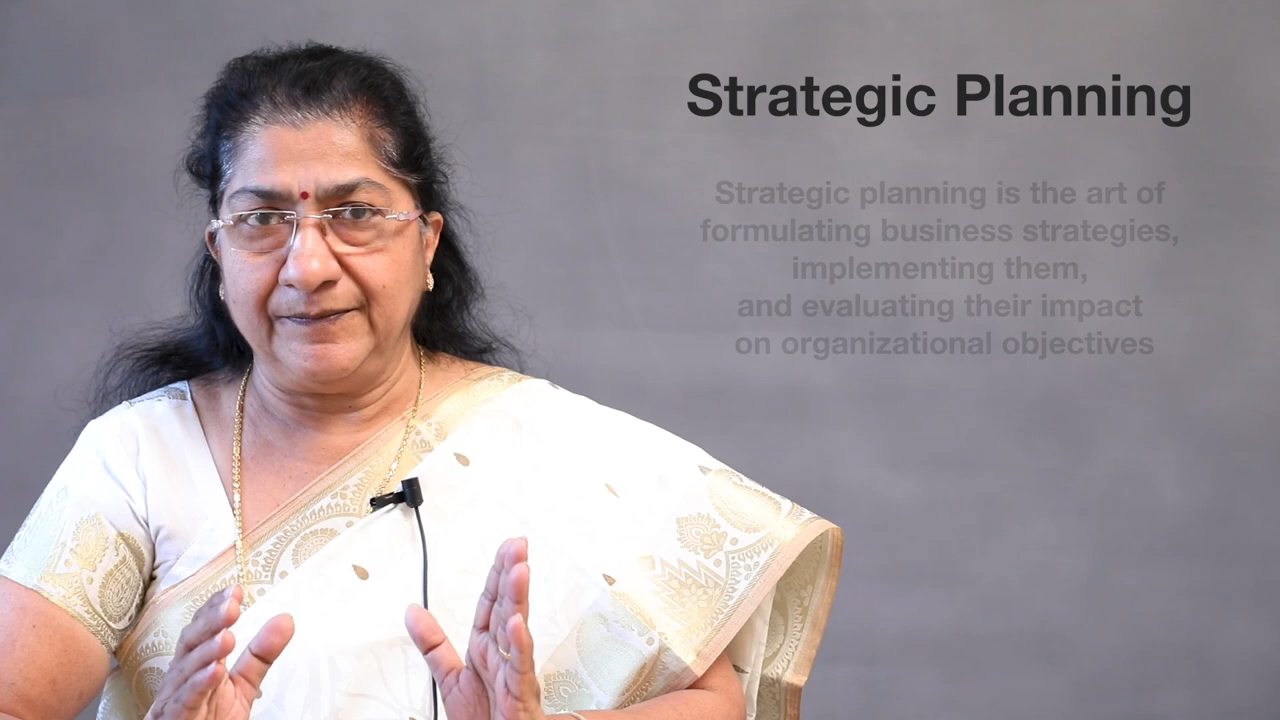 Strategic Planning
Strategic planning is the art of
formulating business strategies,
implementing them,
and evaluating their impact
on organizational objectives